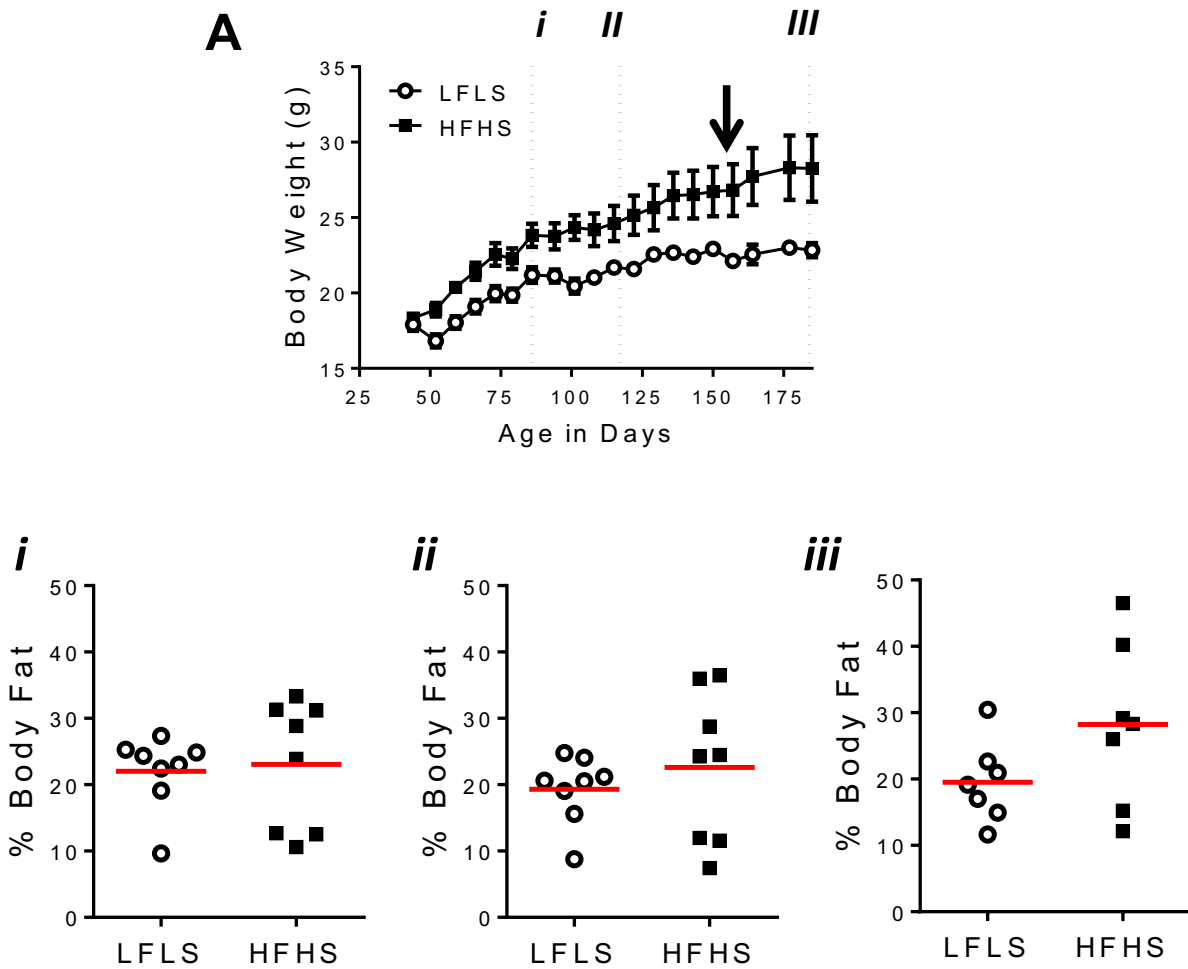 A
i II III
Body Weight (g)
35
30
25
20
15
LFLS
HFHS
25 50 75 100 125 150 175
Age in Days
i
% Body Fat
50
40
30
20
10
0
LFLS HFHS
ii
% Body Fat
50
40
30
20
10
0
LFLS HFHS
iii
% Body Fat
50
40
30
20
10
0
LFLS HFHS